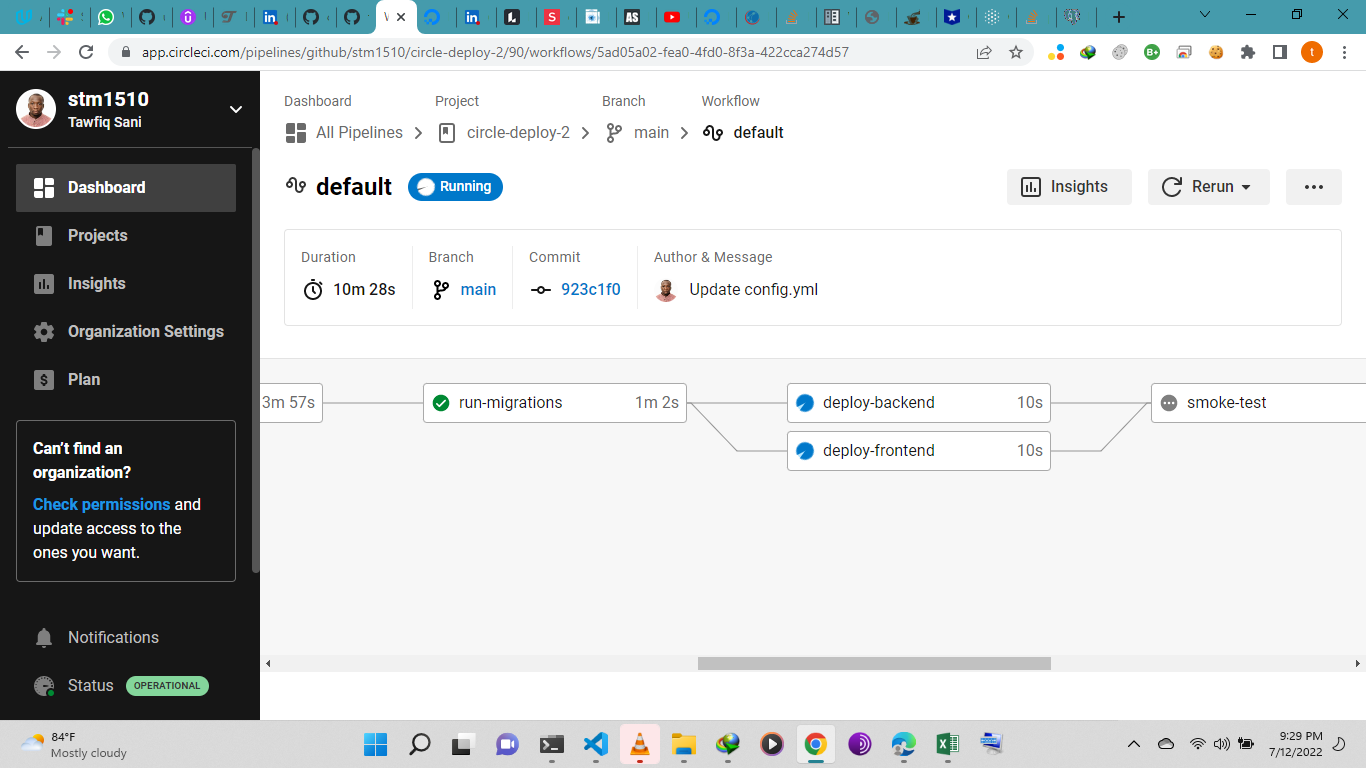 app.circleci.com/pipelines/github/stm1510/circle-deploy-2/90/workflows/5ad05a02-fea0-4fd0-8f3a-422cca274d57
stm1510
Tawfiq Sani
Dashboard
Projects
Insights
Organization Settings
Plan
Can't find an
organization?
Check permissions and
update access to the
ones you want.
Notifications
Status OPERATIONAL
Dashboard Project Branch Workflow
All Pipelines circle-deploy-2 main default
default Running
Insights Rerun
Duration Branch Commit Author & Message
10m 28s main 923c1f0 Update config.yml
3m 57s run-migrations 1m 2s deploy-backend 10s smoke-test
deploy-frontend 10s
84°F
Mostly cloudy
9:29 PM
7/12/2022